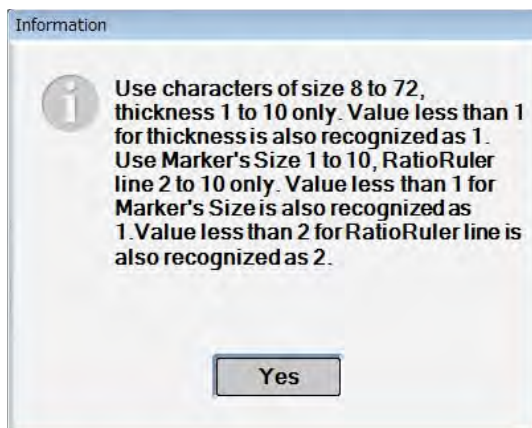 Information
Use characters of size 8 to 72,
thickness 1 to 10 only. Value less than 1
for thickness is also recognized as 1.
Use Marker's Size 1 to 10, RatioRuler
line 2 to 10 only. Value less than 1 for
Marker's Size is also recognized as
1.Value less than 2 for RatioRuler line is
also recognized as 2.
Yes